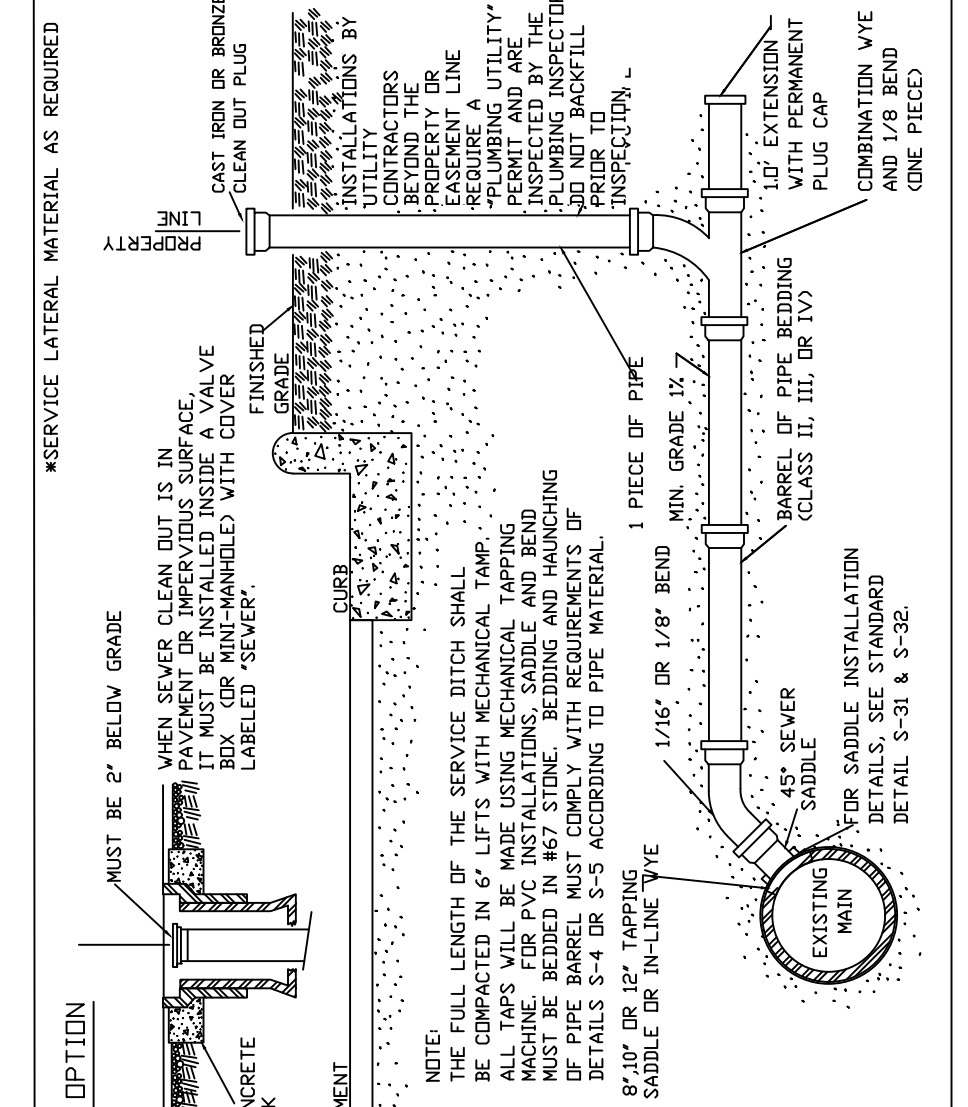 *SERVICE LATERAL MATERIAL AS REQUIRED
OPTION
MUST BE 2" BELOW GRADE
WHEN SEWER CLEAN OUT IS IN
PAVEMENT OR IMPERVIOUS SURFACE,
IT MUST BE INSTALLED INSIDE A VALVE
BOX (OR MINI-MANHOLE) WITH COVER
LABELED "SEWER".
PROPERTY
LINE
CAST IRON OR BRONZE
CLEAN OUT PLUG
FINISHED
GRADE
CURB
INSTALLATIONS BY
UTILITY
CONTRACTORS
BEYOND THE
PROPERTY OR
EASEMENT LINE
REQUIRE A
"PLUMBING UTILITY"
PERMIT AND ARE
INSPECTED BY THE
PLUMBING INSPECTOR
DO NOT BACKFILL
PRIOR TO
INSPECTION
NOTE:
THE FULL LENGTH OF THE SERVICE DITCH SHALL
BE COMPACTED IN 6" LIFTS WITH MECHANICAL TAMP.
ALL TAPS WILL BE MADE USING MECHANICAL TAPPING
MACHINE. FOR PVC INSTALLATIONS, SADDLE AND BEND
MUST BE BEDDED IN #67 STONE. BEDDING AND HAUNCHING
OF PIPE BARREL MUST COMPLY WITH REQUIREMENTS OF
DETAILS S-4 OR S-5 ACCORDING TO PIPE MATERIAL.
8",10" OR 12" TAPPING
SADDLE OR IN-LINE WYE
1/16" OR 1/8" BEND
1 PIECE OF PIPE
MIN. GRADE 1%
1.0' EXTENSION
WITH PERMANENT
PLUG CAP
COMBINATION WYE
AND 1/8 BEND
(ONE PIECE)
BARREL OF PIPE BEDDING
(CLASS II, III, OR IV)
45° SEWER
SADDLE
FOR SADDLE INSTALLATION
DETAILS, SEE STANDARD
DETAIL S-31 & S-32.
EXISTING
MAIN